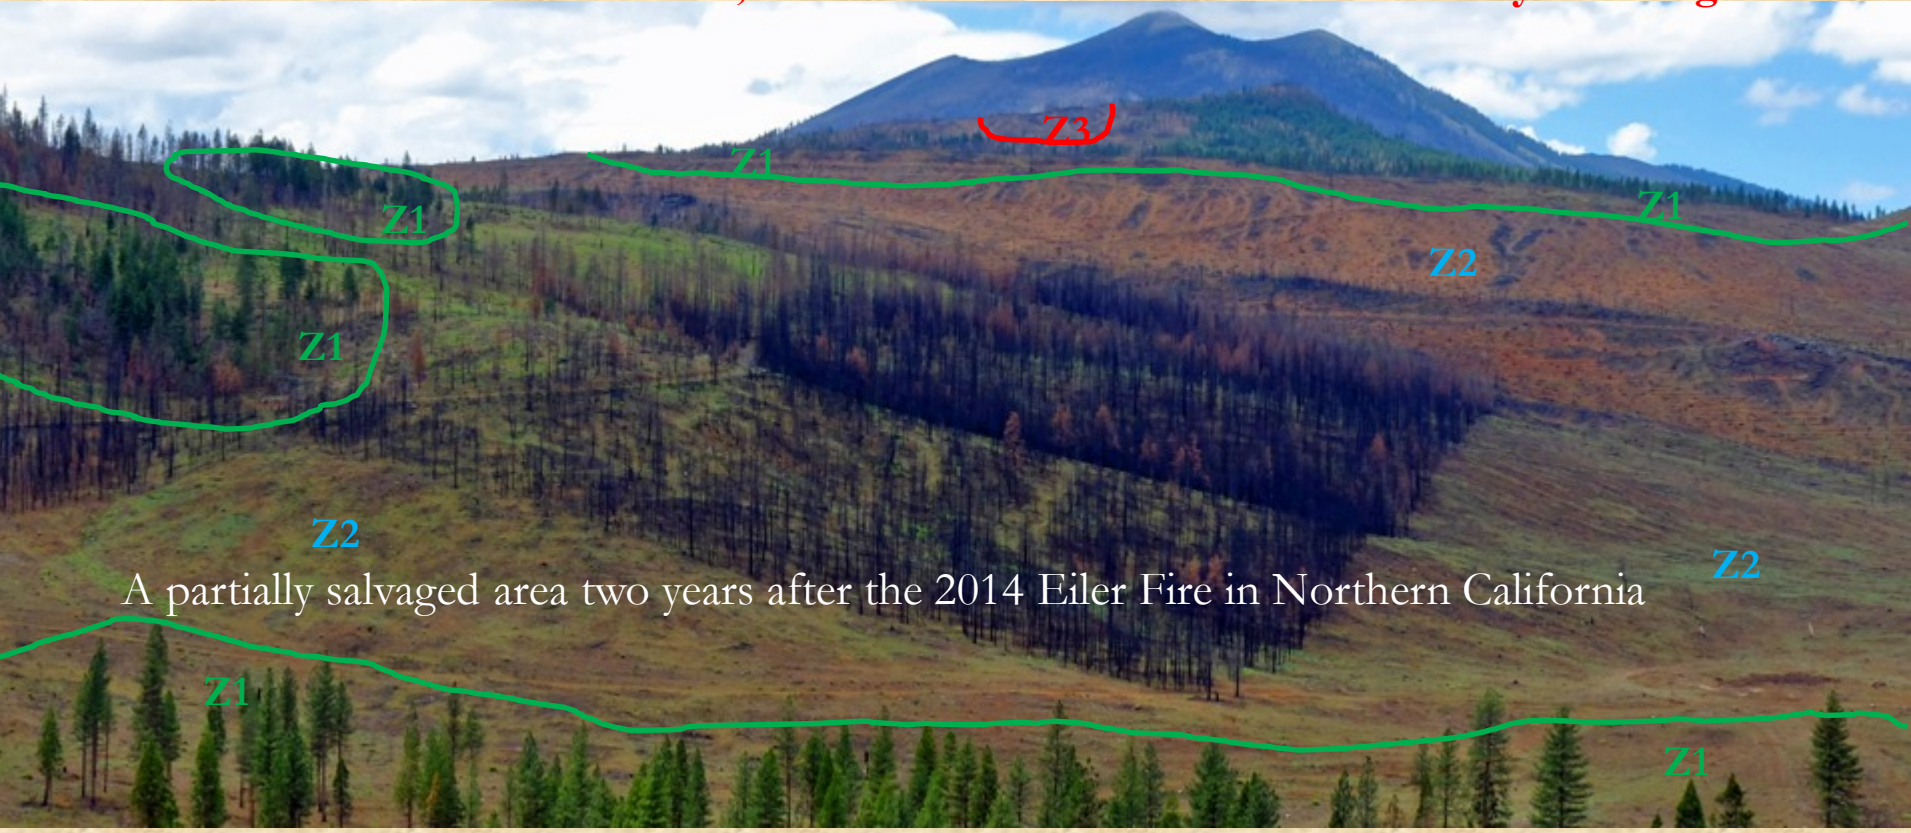 Z3
Z1
Z1
Z1
Z2
Z1
Z2
Z2
A partially salvaged area two years after the 2014 Eiler Fire in Northern California
Z1
Z1